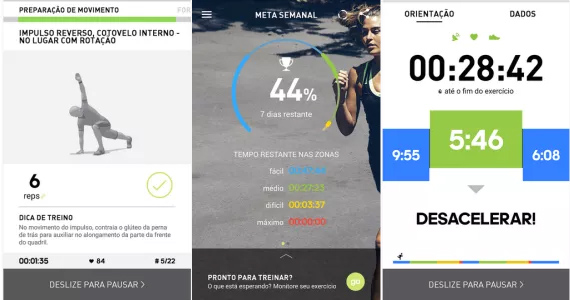 PREPARAÇÃO DE MOVIMENTO
FOR
IMPULSO REVERSO, COTOVELO INTERNO -
NO LUGAR COM ROTAÇÃO
6
reps
DICA DE TREINO
No movimento do impulso, contraia o glúteo da perna
de trás para auxiliar no alongamento da parte da frente
do quadril.
00:01:35
84
# 5/22
DESLIZE PARA PAUSAR >
META SEMANAL
44%
7 dias restante
TEMPO RESTANTE NAS ZONAS
fácil
médio 00:27:23
difícil 00:03:37
máximo 00:00:00
PRONTO PARA TREINAR?
O que está esperando? Monitore seu exercício
go
ORIENTAÇÃO
DADOS
00:28:42
até o fim do exercício
9:55
5:46
6:08
DESACELERAR!
DESLIZE PARA PAUSAR >